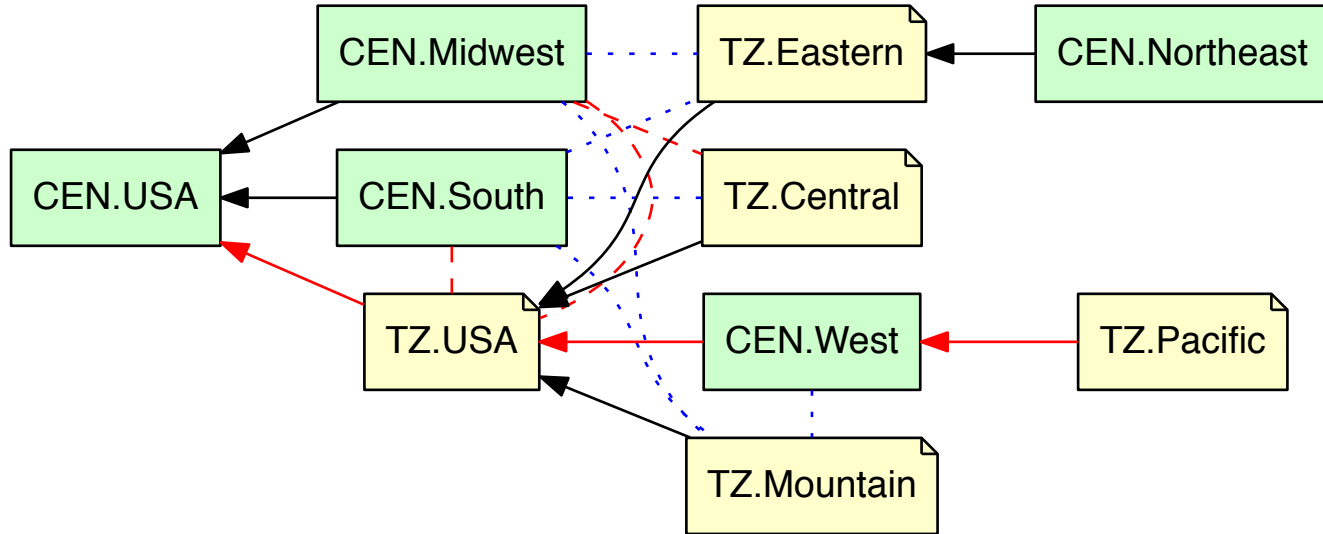 CEN.Midwest
TZ.Eastern
CEN.Northeast
CEN.USA
CEN.South
TZ.Central
TZ.USA
CEN.West
TZ.Pacific
TZ.Mountain